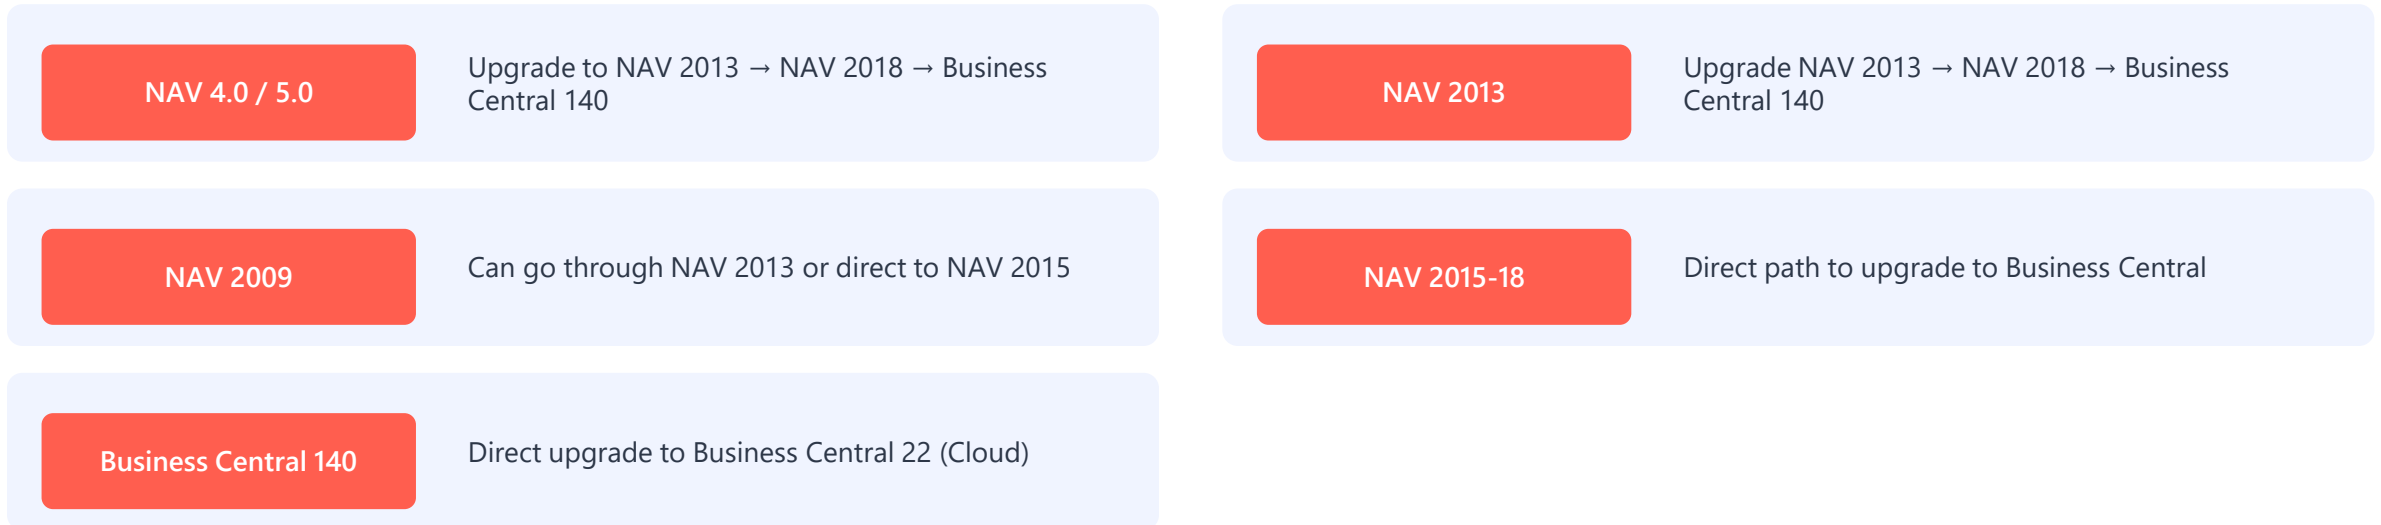 NAV 4.0 / 5.0
Upgrade to NAV 2013 → NAV 2018 → Business
Central 140
NAV 2013
Upgrade NAV 2013 → NAV 2018 → Business
Central 140
NAV 2009
Can go through NAV 2013 or direct to NAV 2015
NAV 2015-18
Direct path to upgrade to Business Central
Business Central 140
Direct upgrade to Business Central 22 (Cloud)